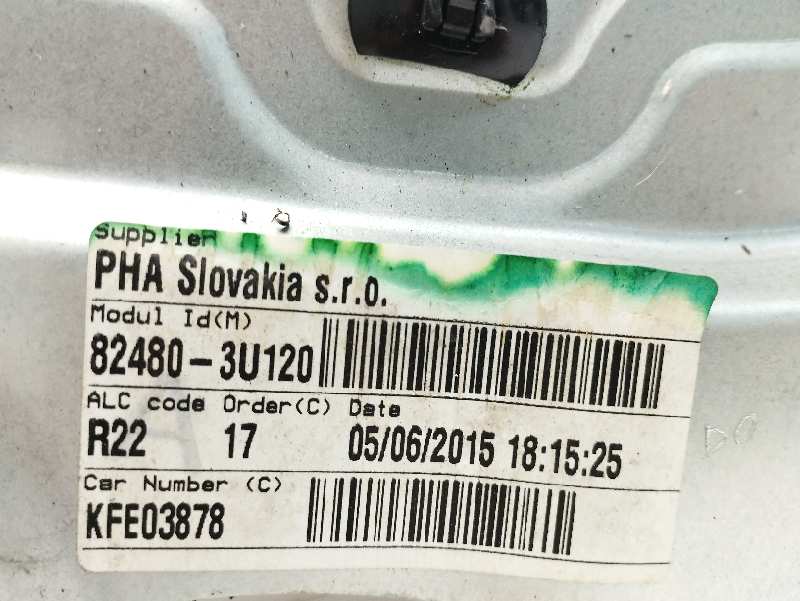 Supplier
PHA Slovakia s.r.o.
Modul Id(M)
82480-3U120
ALC code Order(C) Date
R22 17 05/06/2015 18:15:25
Car Number (C)
KFE03878